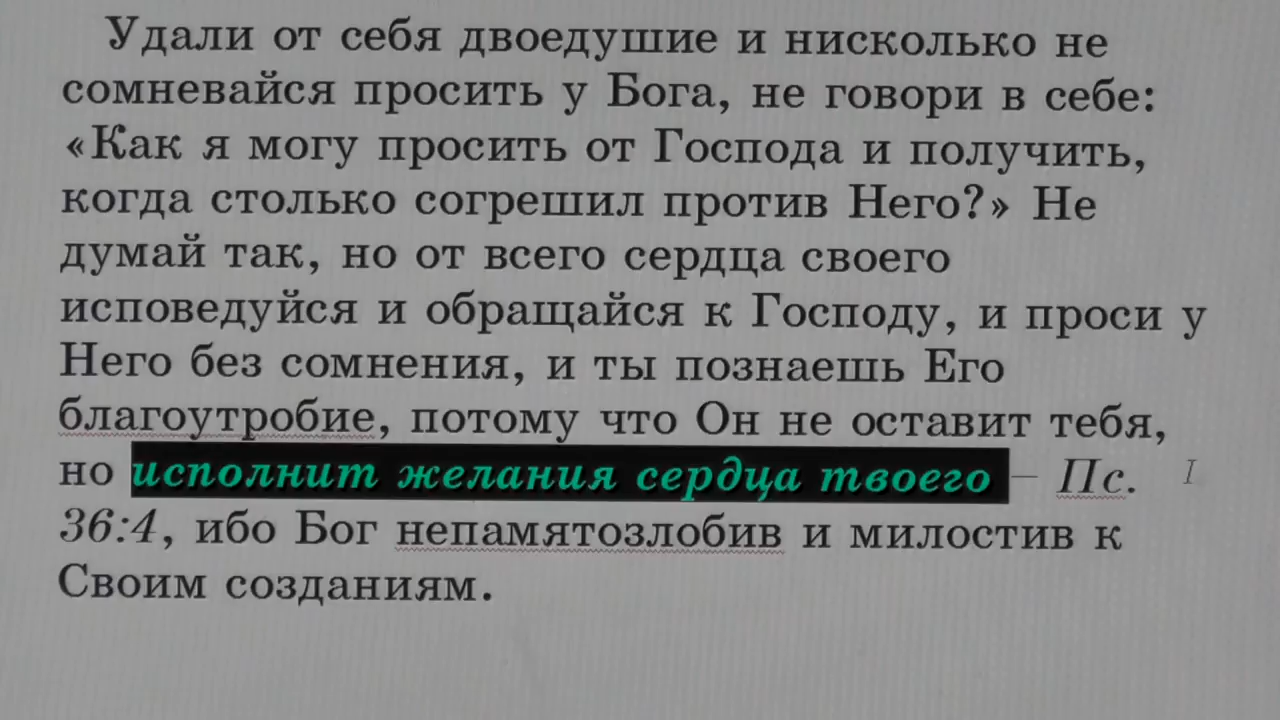 Удали от себя двоедушие и нисколько не
сомневайся просить у Бога, не говори в себе:
«Как я могу просить от Господа и получить,
когда столько согрешил против Него?» Не
думай так, но от всего сердца своего
исповедуйся и обращайся к Господу, и проси у
Него без сомнения, и ты познаешь Его
благоутробие, потому что Он не оставит тебя,
но исполнит желания сердца твоего – Пс.
36:4, ибо Бог непамятозлобив и милостив к
Своим созданиям.